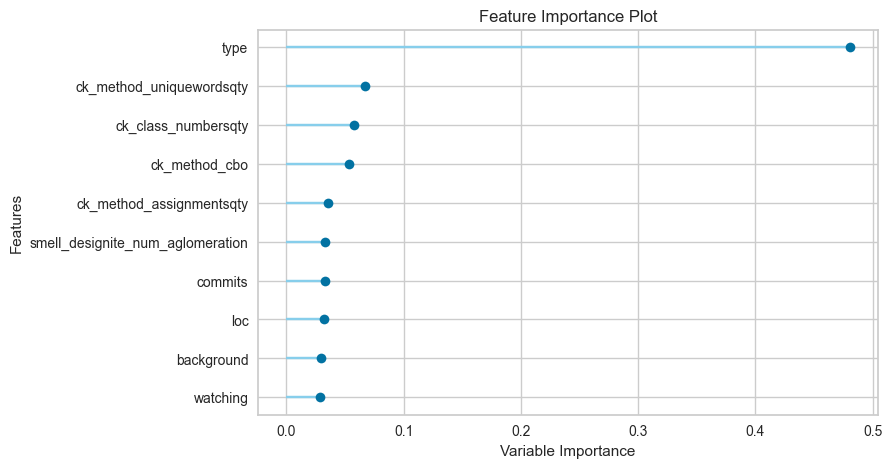 Feature Importance Plot
Features
type
ck_method_uniquewordsqty
ck_class_numbersqty
ck_method_cbo
ck_method_assignmentsqty
smell_designite_num_aglomeration
commits
loc
background
watching
0.0 0.1 0.2 0.3 0.4 0.5
Variable Importance